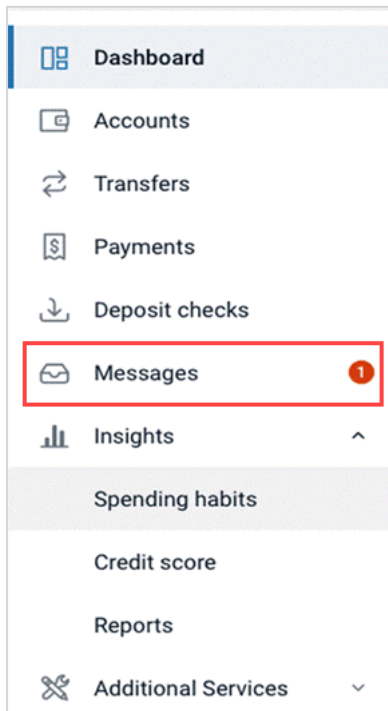 Dashboard
Accounts
Transfers
$ Payments
Deposit checks
Messages 1
Insights
Spending habits
Credit score
Reports
Additional Services